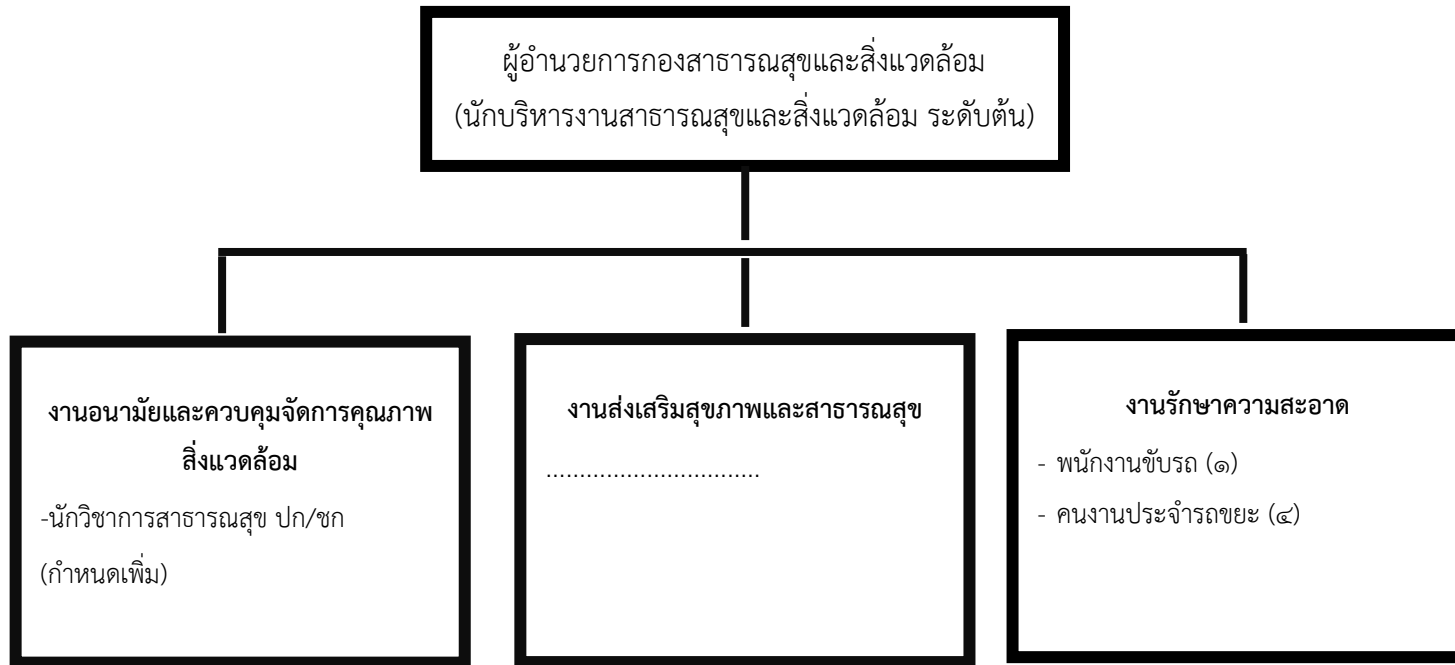 ผู้อำนวยการกองสาธารณสุขและสิ่งแวดล้อม
(นักบริหารงานสาธารณสุขและสิ่งแวดล้อม ระดับต้น)
งานอนามัยและควบคุมจัดการคุณภาพ
สิ่งแวดล้อม
-นักวิชาการสาธารณสุข ปก/ชก
(กำหนดเพิ่ม)
งานส่งเสริมสุขภาพและสาธารณสุข
................................
งานรักษาความสะอาด
- พนักงานขับรถ (๑)
- คนงานประจำรถขยะ (๔)